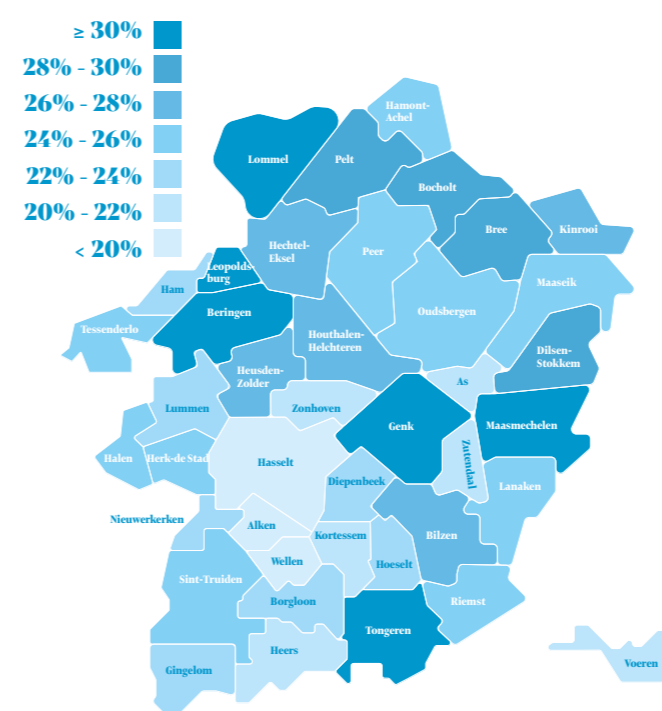 ≥ 30%
28% - 30%
26% - 28%
24% - 26%
22% - 24%
20% - 22%
< 20%
Hamont-
Achel
Lommel
Pelt
Bocholt
Bree
Kinrooi
Hechtel-
Eksel
Peer
Leopolds-
burg
Ham
Maaseik
Beringen
Oudsbergen
Tessenderlo
Houthalen-
Helchteren
Dilsen-
Stokkem
Heusden-
Zolder
As
Lummen
Zonhoven
Genk
Maasmechelen
Halen
Herk-de Stad
Hasselt
Zutendaal
Diepenbeek
Lanaken
Nieuwerkerken
Alken
Kortessem
Bilzen
Wellen
Hoeselt
Sint-Truiden
Borgloon
Riemst
Tongeren
Heers
Voeren
Gingelom